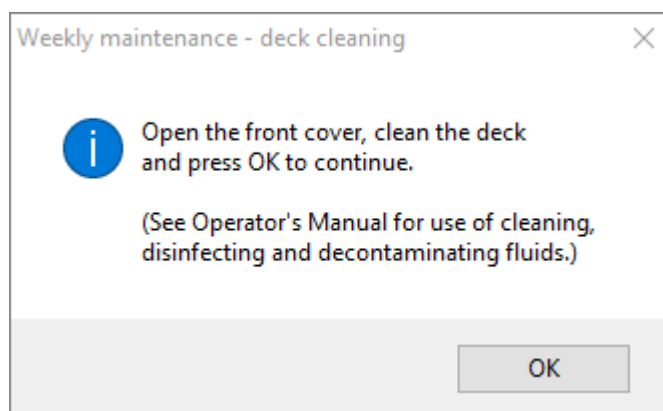 Weekly maintenance - deck cleaning
Open the front cover, clean the deck
and press OK to continue.
(See Operator's Manual for use of cleaning,
disinfecting and decontaminating fluids.)
OK